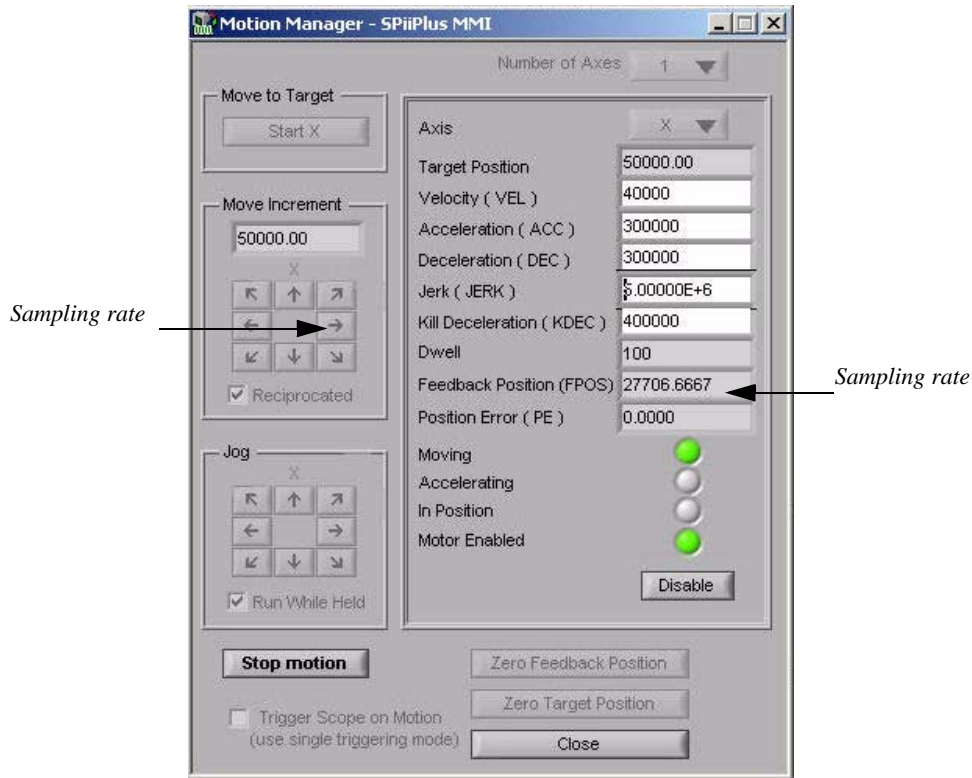 Motion Manager - SPiiPlus MMI
Number of Axes 1
Move to Target
Start X
Axis X
Target Position 50000.00
Velocity ( VEL ) 40000
Move Increment
50000.00
X
Acceleration ( ACC ) 300000
Deceleration ( DEC ) 300000
Jerk ( JERK ) 5.00000E+6
Sampling rate
Kill Deceleration ( KDEC ) 400000
Dwell 100
Feedback Position (FPOS) 27706.6667
Sampling rate
Reciprocated
Position Error ( PE ) 0.0000
Jog
X
Moving
Accelerating
In Position
Motor Enabled
Disable
Run While Held
Stop motion
Zero Feedback Position
Zero Target Position
Trigger Scope on Motion
(use single triggering mode)
Close